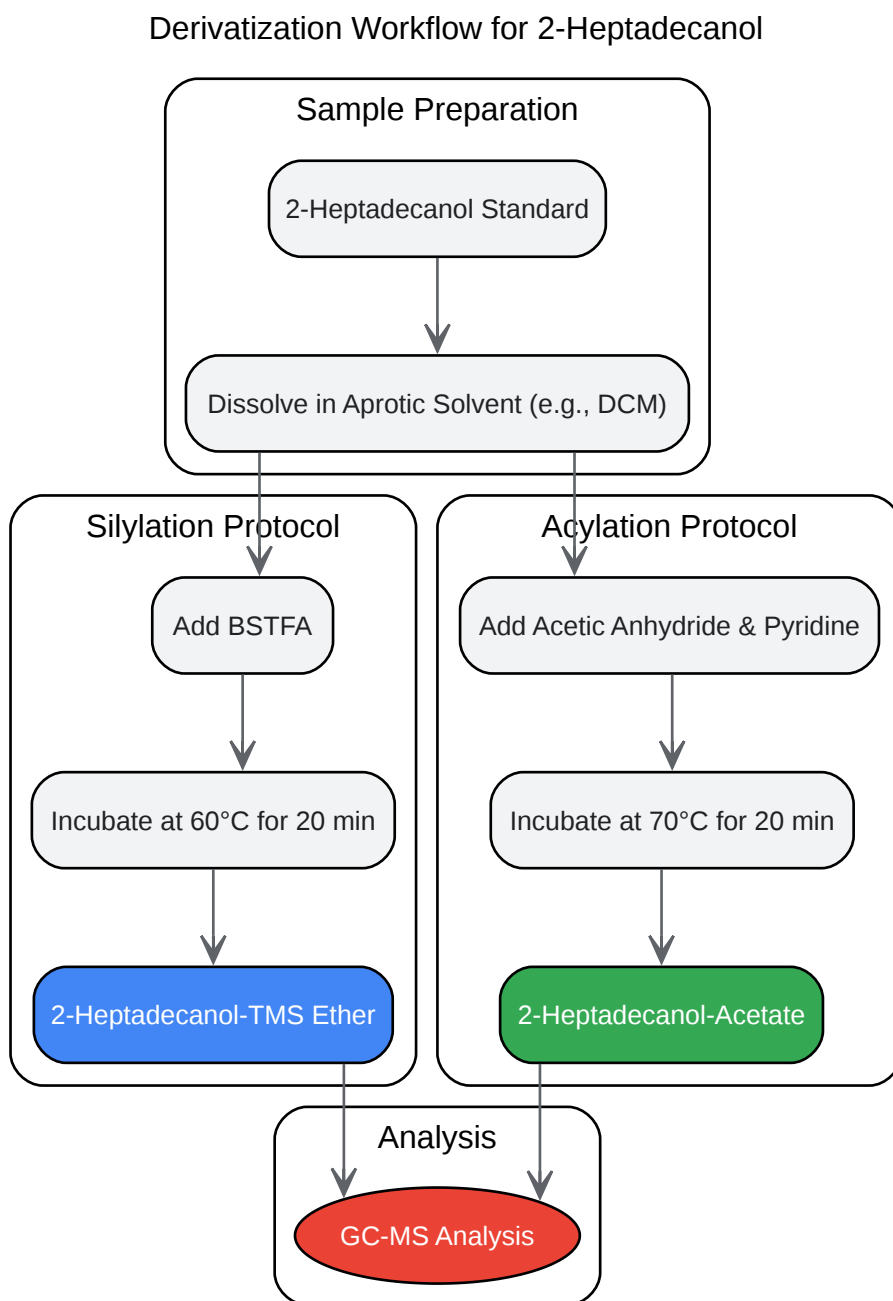 Derivatization Workflow for 2-Heptadecanol
Sample Preparation
2-Heptadecanol Standard
Dissolve in Aprotic Solvent (e.g., DCM)
Silylation Protocol
Add BSTFA
Incubate at 60°C for 20 min
2-Heptadecanol-TMS Ether
Acylation Protocol
Add Acetic Anhydride & Pyridine
Incubate at 70°C for 20 min
2-Heptadecanol-Acetate
Analysis
GC-MS Analysis